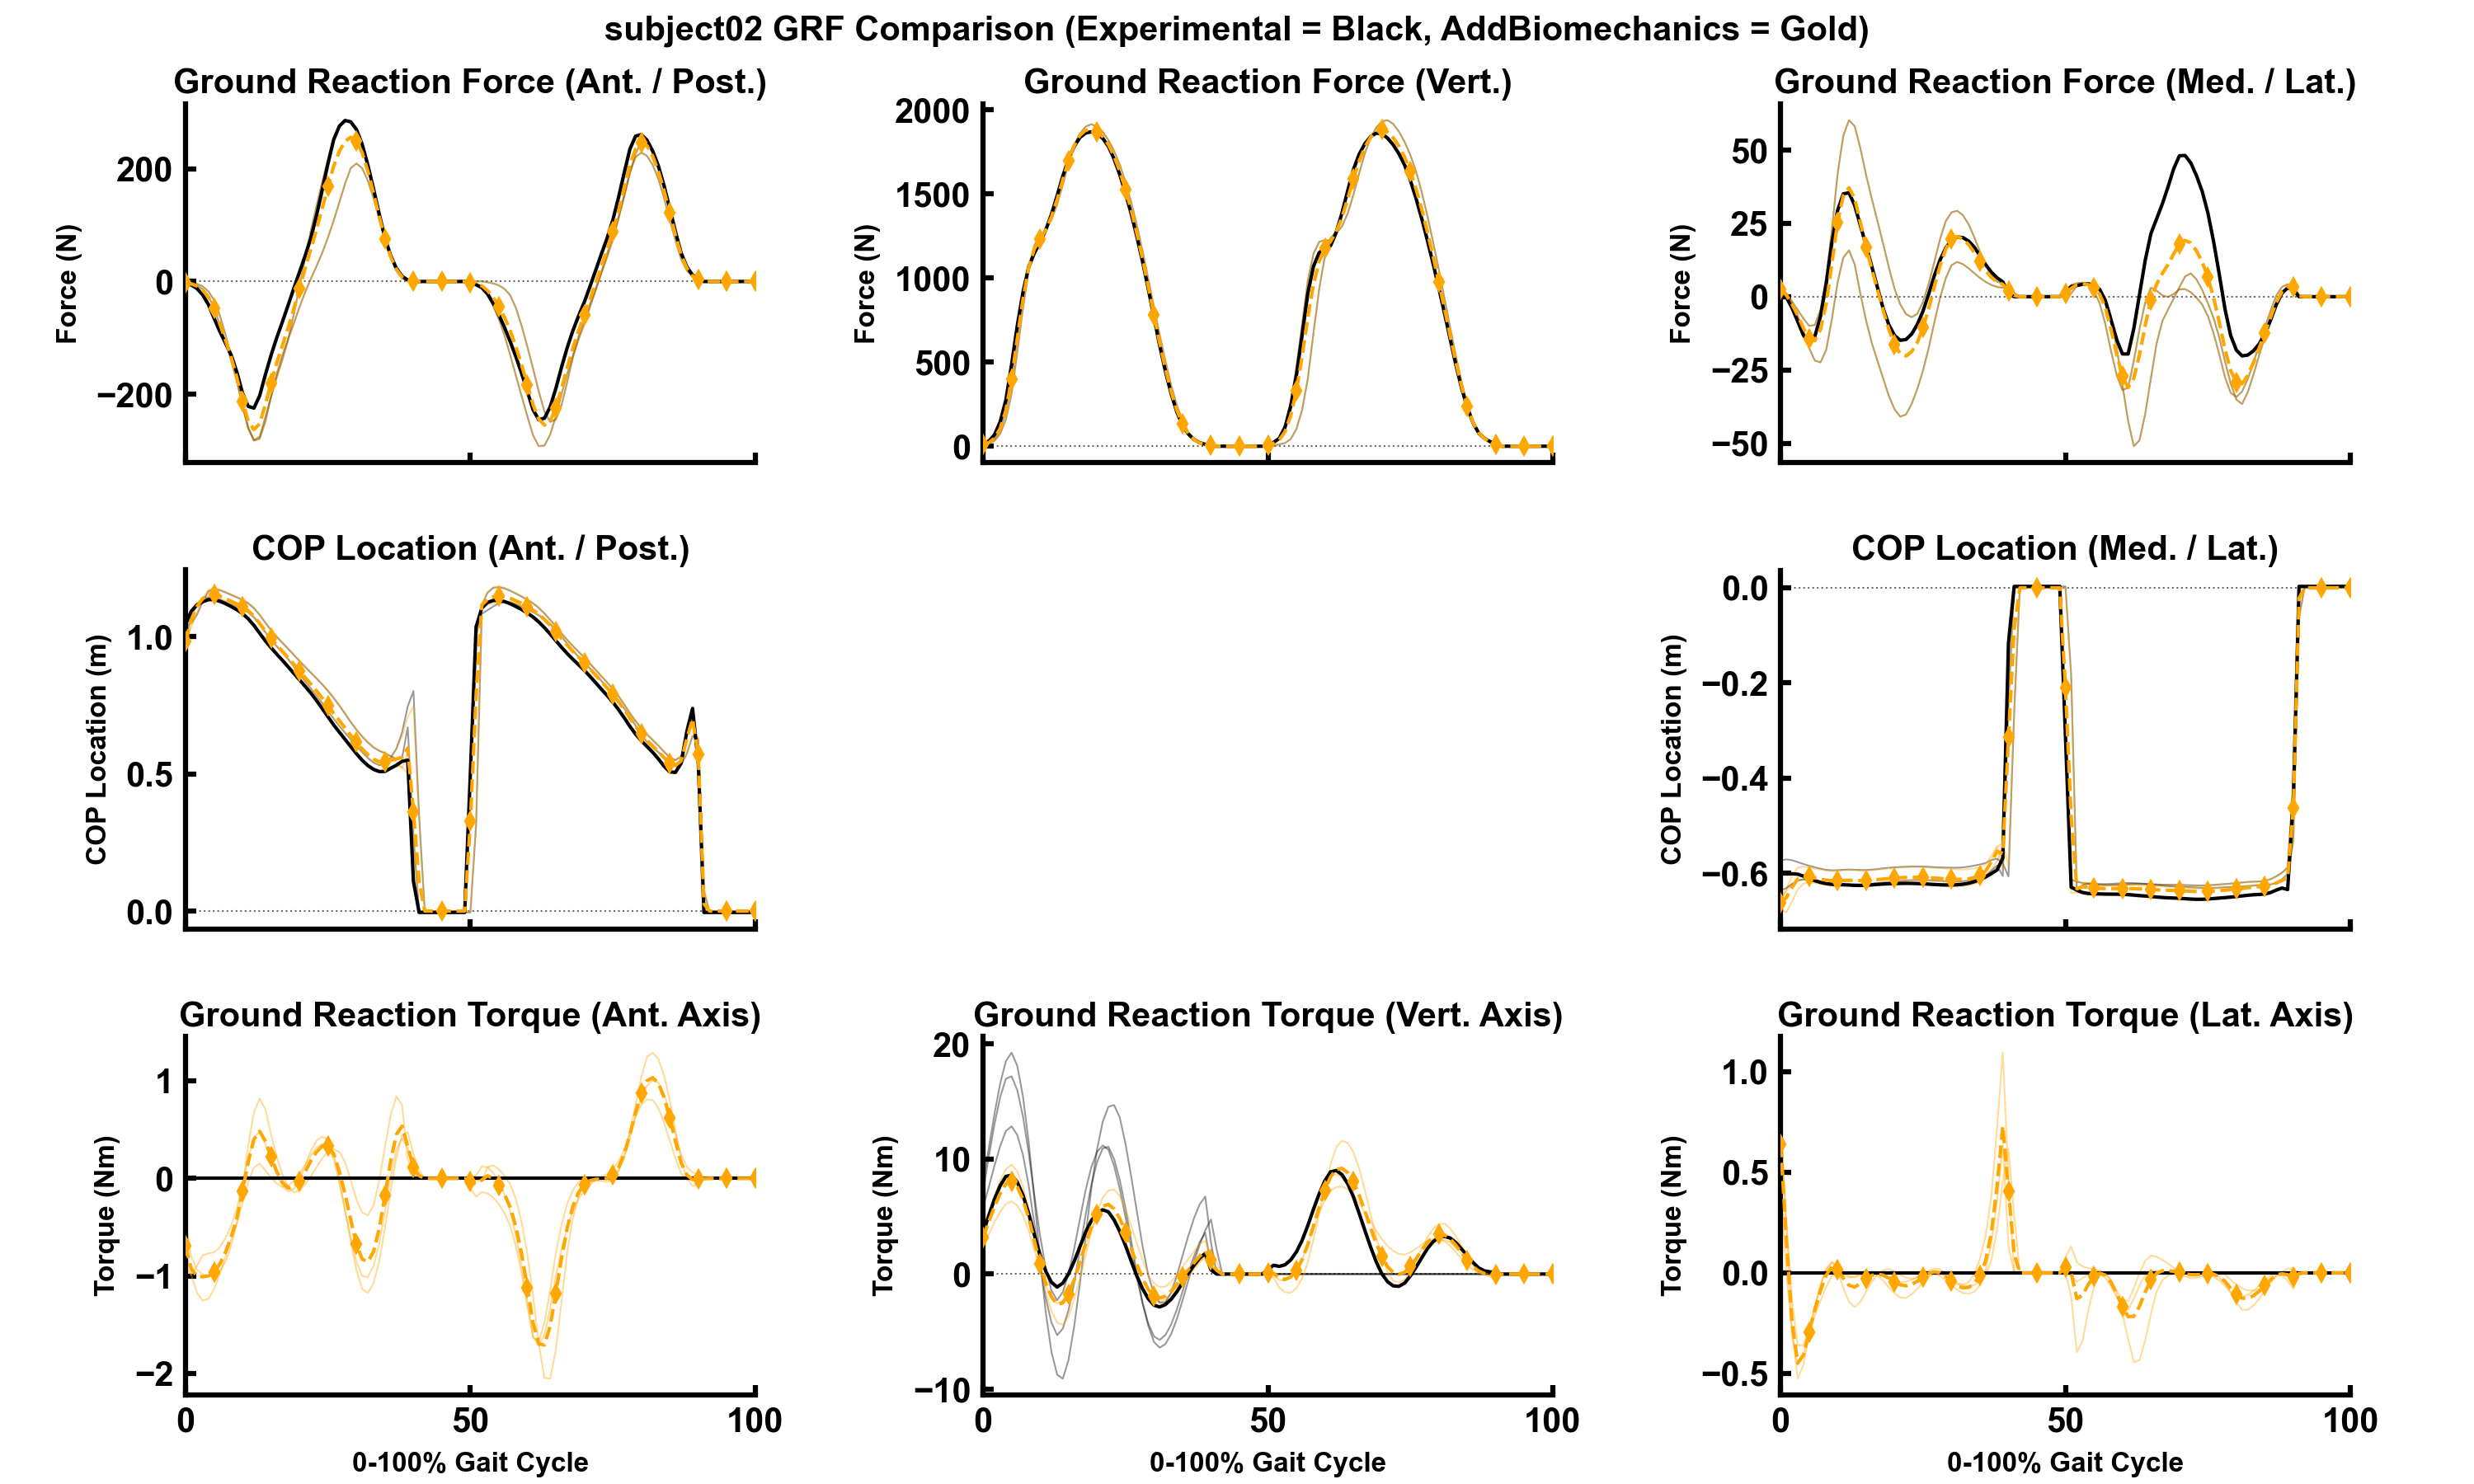 subject02 GRF Comparison (Experimental = Black, AddBiomechanics = Gold)
Ground Reaction Force (Ant. / Post.)
Force (N)
200
0
−200
Ground Reaction Force (Vert.)
Force (N)
2000
1500
1000
500
0
Ground Reaction Force (Med. / Lat.)
Force (N)
50
25
0
−25
−50
COP Location (Ant. / Post.)
COP Location (m)
1.0
0.5
0.0
COP Location (Med. / Lat.)
COP Location (m)
0.0
−0.2
−0.4
−0.6
Ground Reaction Torque (Ant. Axis)
Torque (Nm)
1
0
−1
−2
0 50 100
0-100% Gait Cycle
Ground Reaction Torque (Vert. Axis)
Torque (Nm)
20
10
0
−10
0 50 100
0-100% Gait Cycle
Ground Reaction Torque (Lat. Axis)
Torque (Nm)
1.0
0.5
0.0
−0.5
0 50 100
0-100% Gait Cycle